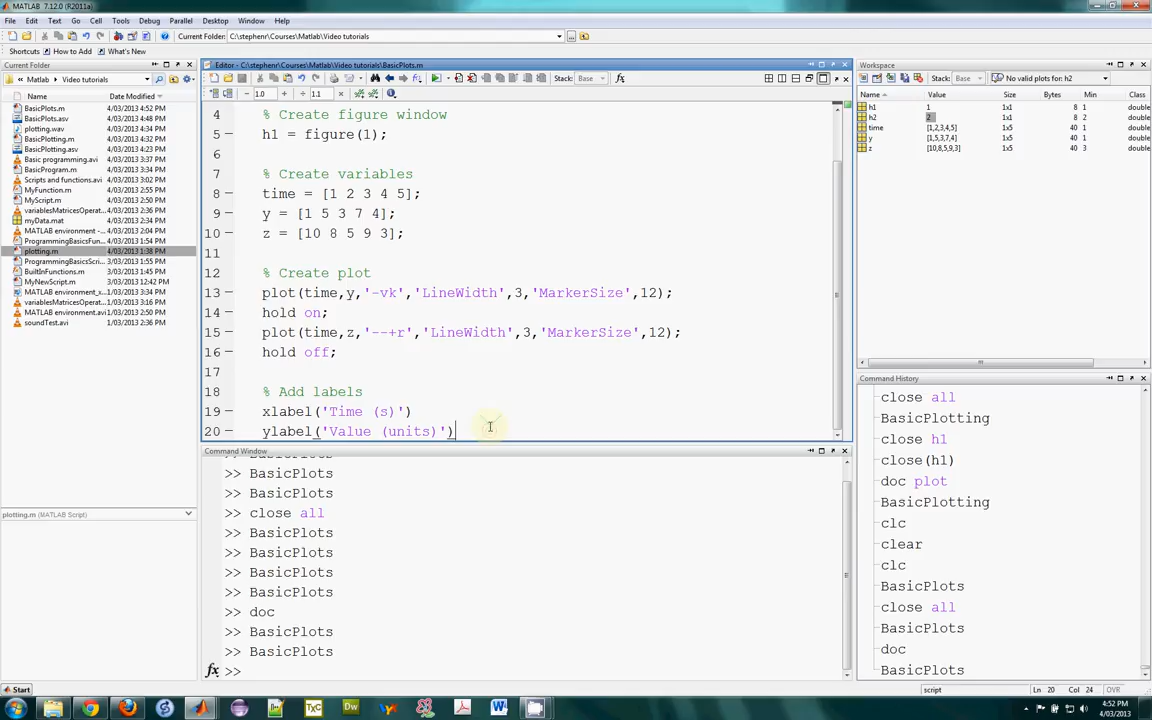 MATLAB 7.12.0 (R2011a)
File Edit Text Go Cell Tools Debug Parallel Desktop Window Help
Current Folder: C:\stephenr\Courses\Matlab\Video tutorials
Shortcuts How to Add What's New
Current Folder
Matlab Video tutorials
Name Date Modified
BasicPlots.m 4/03/2013 4:52 PM
BasicPlots.asv 4/03/2013 4:48 PM
plotting.wav 4/03/2013 4:34 PM
BasicPlotting.m 4/03/2013 4:32 PM
BasicPlotting.asv 4/03/2013 4:23 PM
Basic programming.avi 4/03/2013 3:37 PM
BasicProgram.m 4/03/2013 3:36 PM
Scripts and functions.avi 4/03/2013 3:02 PM
MyFunction.m 4/03/2013 2:55 PM
MyScript.m 4/03/2013 2:50 PM
variablesMatricesOperat... 4/03/2013 2:36 PM
myData.mat 4/03/2013 2:34 PM
MATLAB environment -... 4/03/2013 2:04 PM
ProgrammingBasicsFun... 4/03/2013 1:54 PM
plotting.m 4/03/2013 1:38 PM
ProgrammingBasicsScri... 3/03/2013 1:55 PM
BuiltInFunctions.m 3/03/2013 1:45 PM
MyNewScript.m 3/03/2013 12:42 PM
MATLAB environment_x... 1/03/2013 3:34 PM
variablesMatricesOperat... 1/03/2013 3:16 PM
MATLAB environment.avi 1/03/2013 2:50 PM
soundTest.avi 1/03/2013 2:36 PM
plotting.m (MATLAB Script)
Editor - C:\stephenr\Courses\Matlab\Video tutorials\BasicPlots.m
Stack: Base
1.0 1.1
4 % Create figure window
5 h1 = figure(1);
6
7 % Create variables
8 time = [1 2 3 4 5];
9 y = [1 5 3 7 4];
10 z = [10 8 5 9 3];
11
12 % Create plot
13 plot(time,y,'-vk','LineWidth',3,'MarkerSize',12);
14 hold on;
15 plot(time,z,'--+r','LineWidth',3,'MarkerSize',12);
16 hold off;
17
18 % Add labels
19 xlabel('Time (s)')
20 ylabel('Value (units)')
Command Window
>> BasicPlots
>> BasicPlots
>> BasicPlots
>> close all
>> BasicPlots
>> BasicPlots
>> BasicPlots
>> BasicPlots
>> doc
>> BasicPlots
>> BasicPlots
fx >>
Workspace
Stack: Base No valid plots for: h2
Name Value Size Bytes Min Class
h1 1 1x1 8 1 double
h2 2 1x1 8 2 double
time [1,2,3,4,5] 1x5 40 1 double
y [1,5,3,7,4] 1x5 40 1 double
z [10,8,5,9,3] 1x5 40 3 double
Command History
close all
BasicPlotting
close h1
close(h1)
doc plot
BasicPlotting
clc
clear
clc
BasicPlots
close all
BasicPlots
doc
BasicPlots
Start
script Ln 20 Col 24 OVR
4:52 PM
4/03/2013